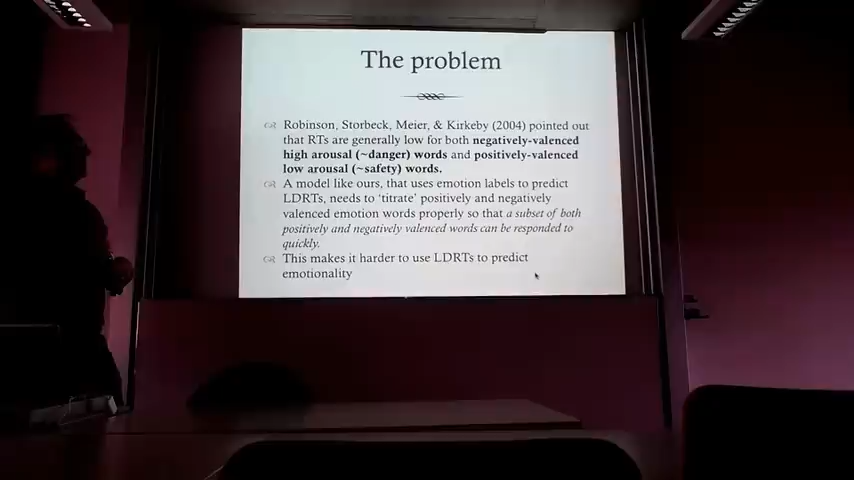 The problem
Robinson, Storbeck, Meier, & Kirkeby (2004) pointed out
that RTs are generally low for both negatively-valenced
high arousal (~danger) words and positively-valenced
low arousal (~safety) words.
A model like ours, that uses emotion labels to predict
LDRTs, needs to ‘titrate’ positively and negatively
valenced emotion words properly so that a subset of both
positively and negatively valenced words can be responded to
quickly.
This makes it harder to use LDRTs to predict
emotionality